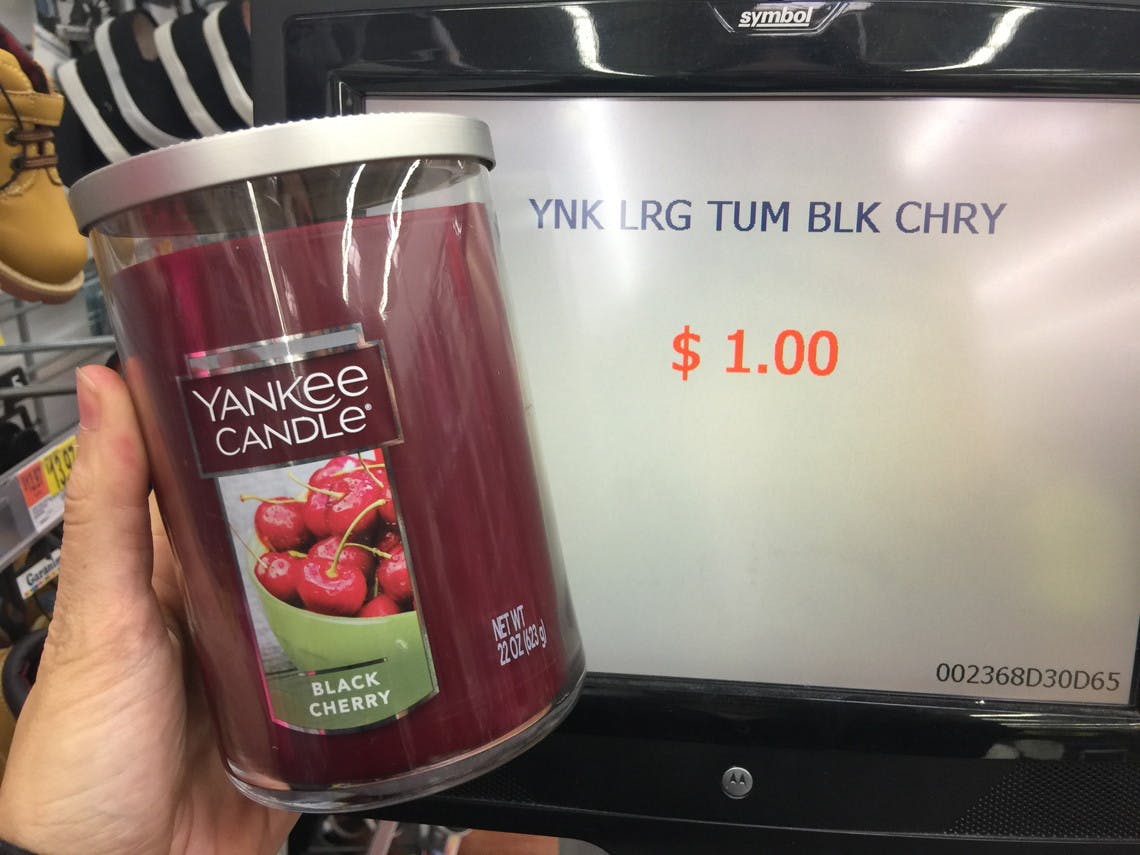 symbol
YNK LRG TUM BLK CHRY
$ 1.00
002368D30D65
YANKEE
CANDLE®
NET WT
22 OZ (623 g)
BLACK
CHERRY